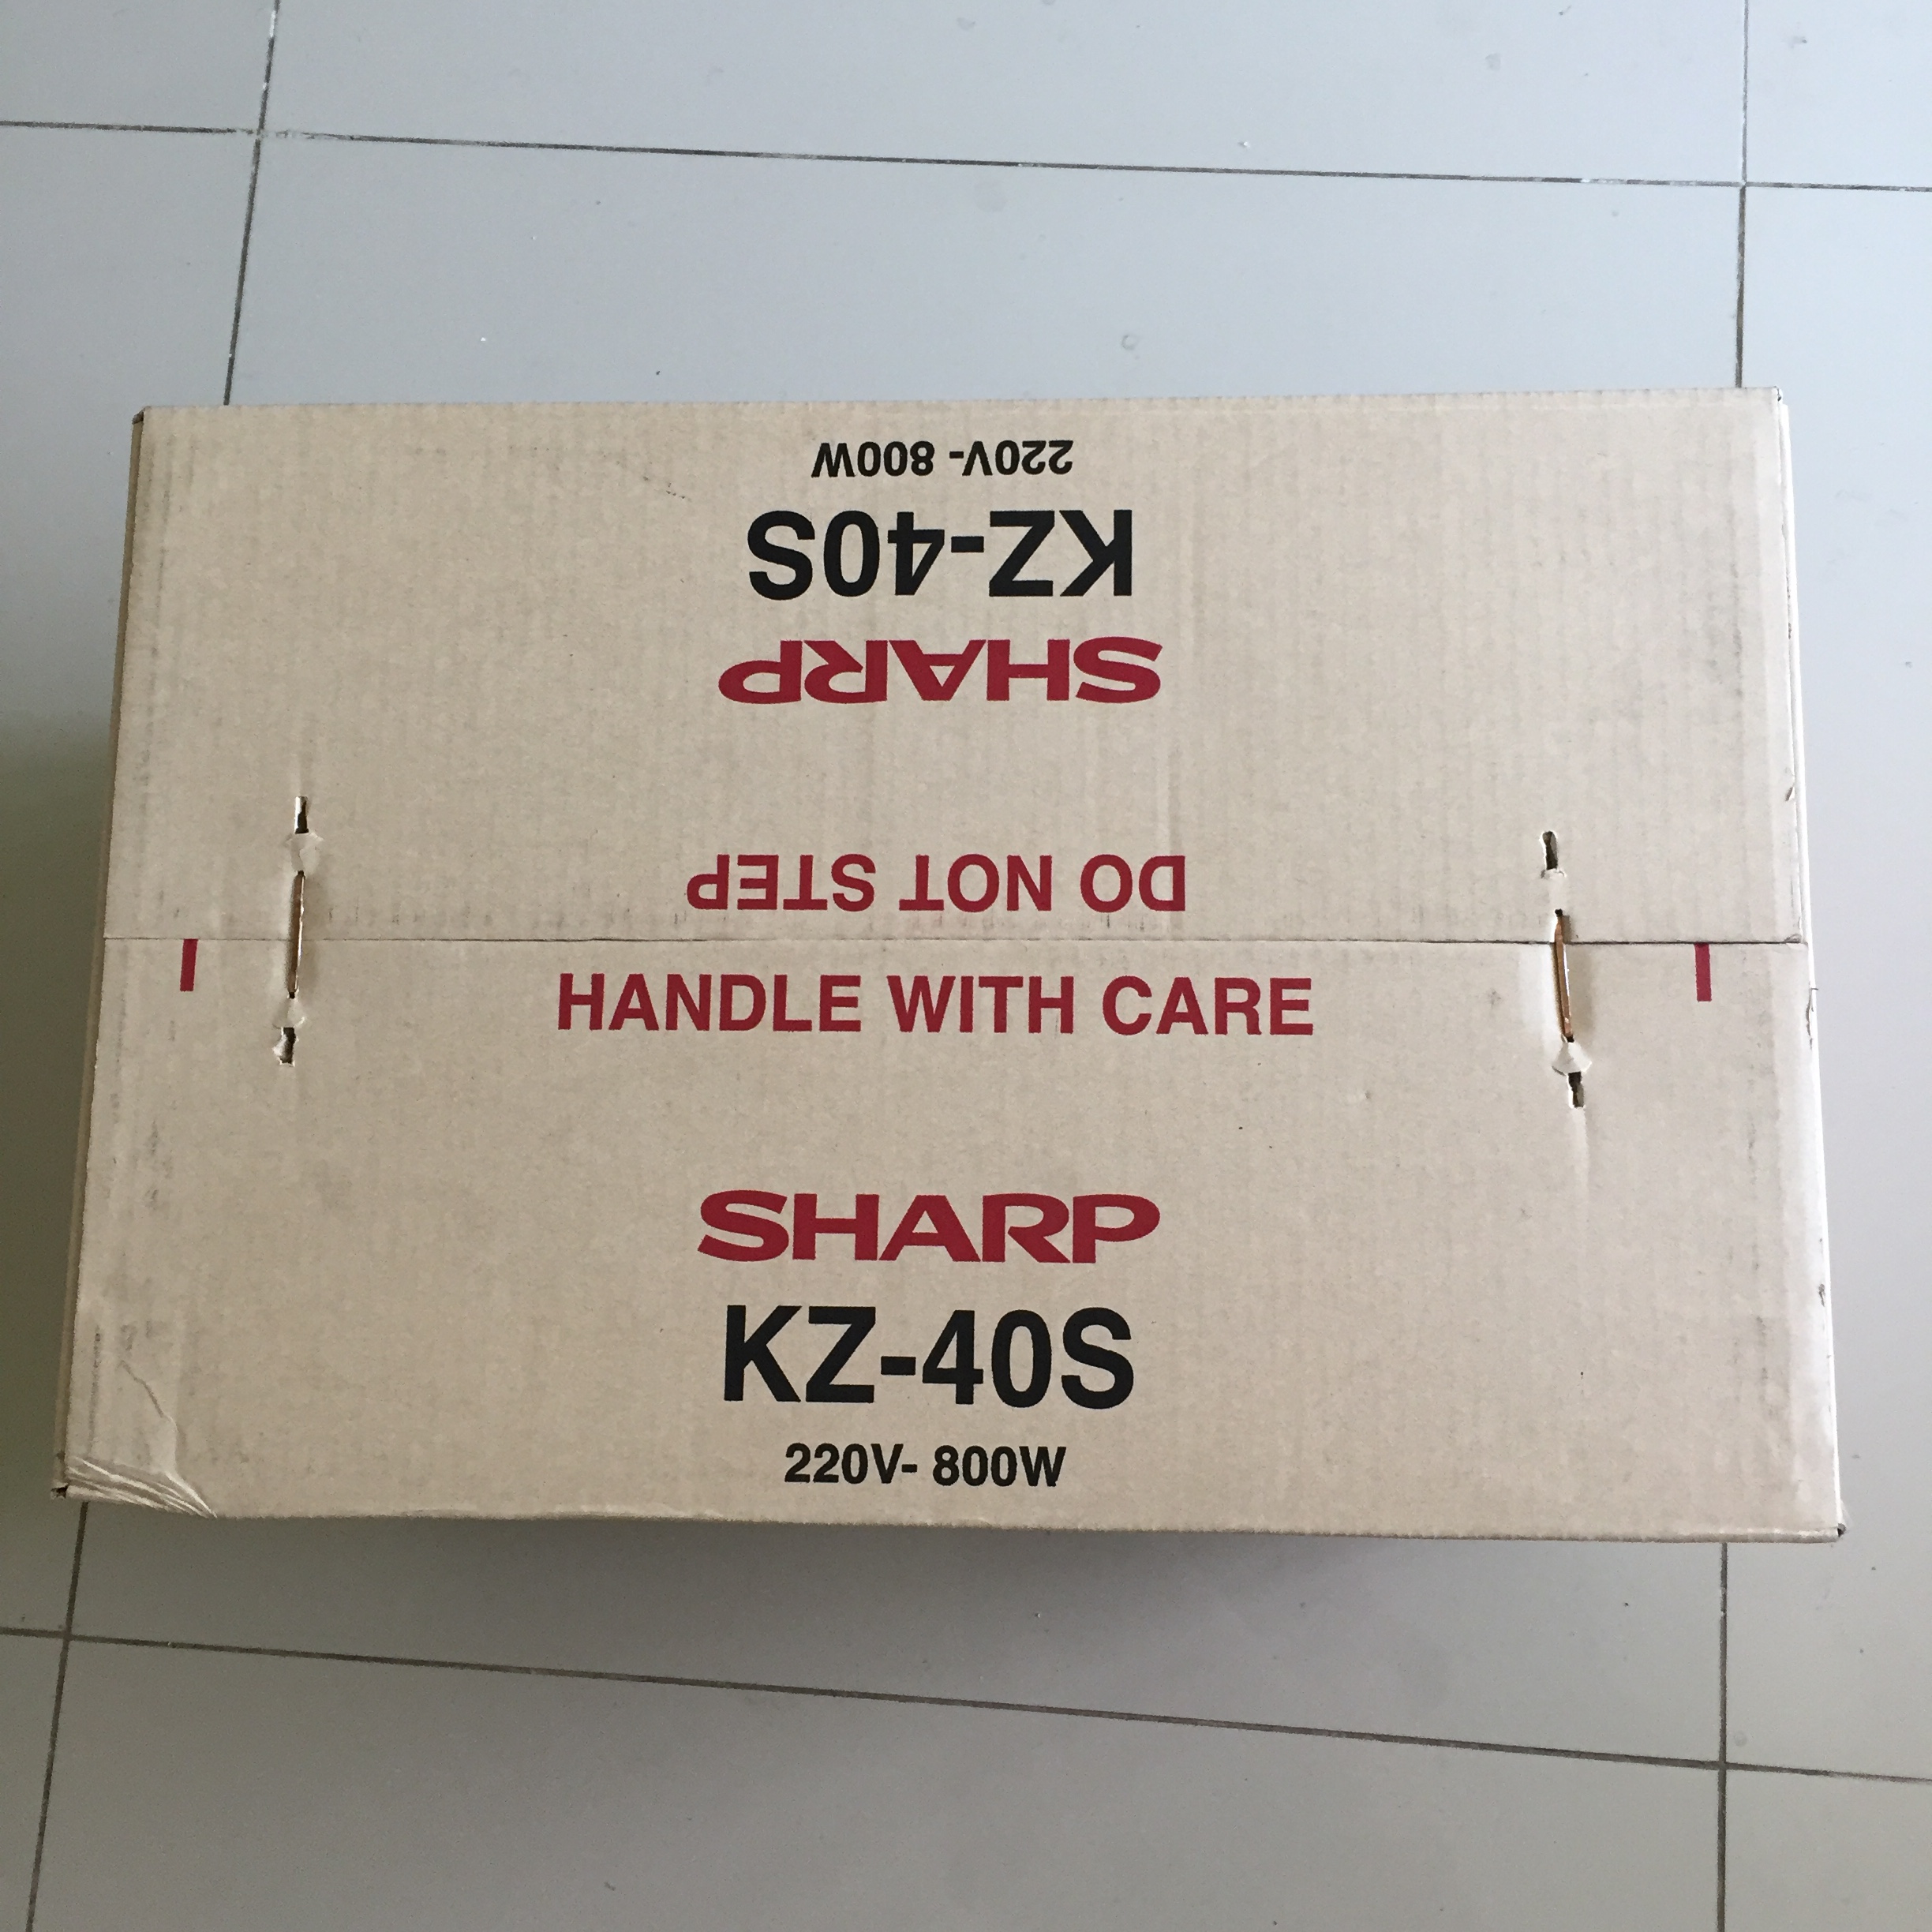 220V- 800W
KZ-40S
SHARP
DO NOT STEP
HANDLE WITH CARE
SHARP
KZ-40S
220V- 800W